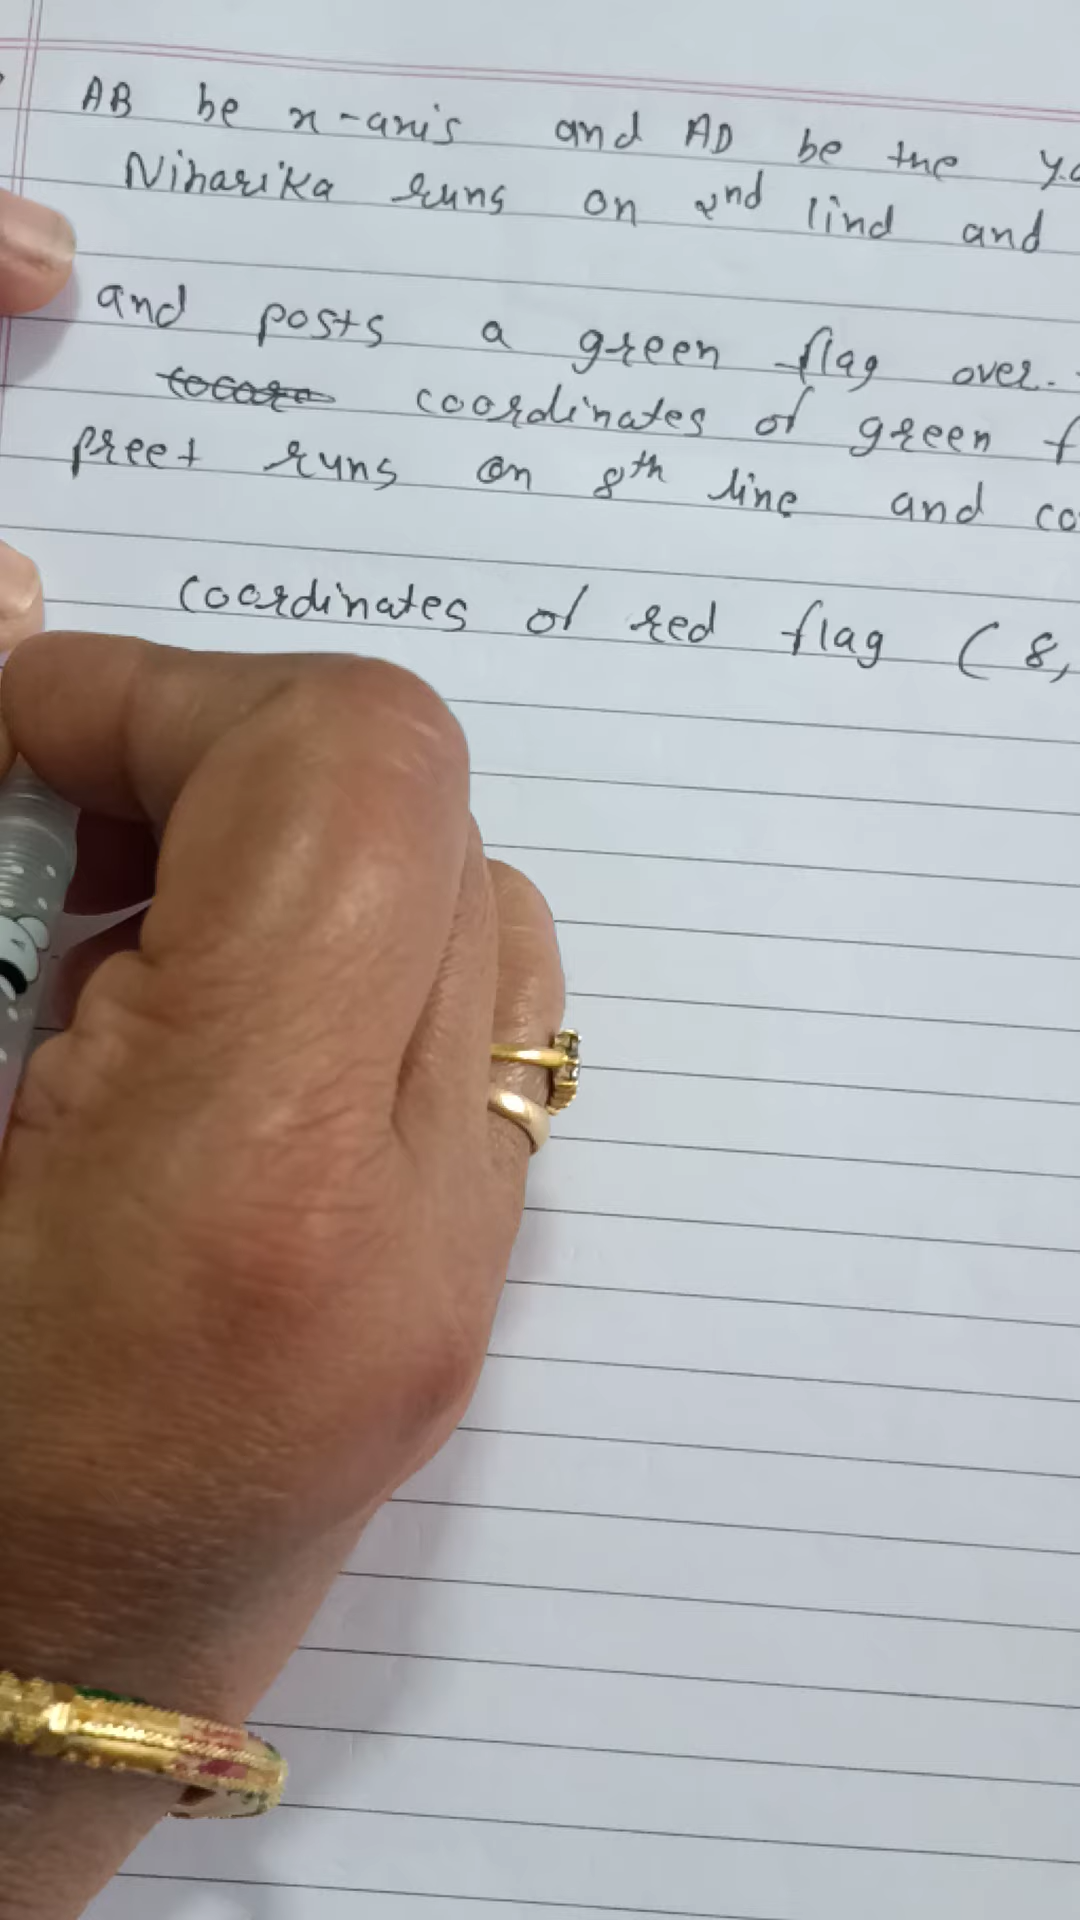 AB be x-axis and AD be the
Niharika runs on 2nd lind and
and posts a green flag over.
coordinates of green
preet runs on 8th line and
coordinates of red flag (8,